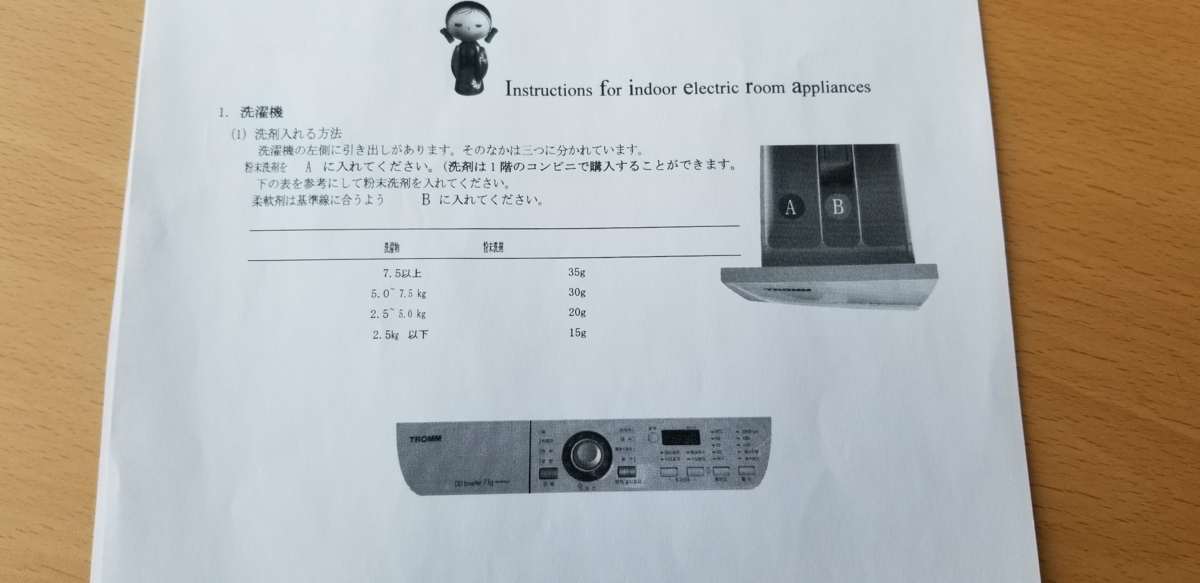 Instructions for indoor electric room appliances
1. 洗濯機
(1) 洗剤入れる方法
洗濯機の左側に引き出しがあります。そのなかは三つに分かれています。
粉末洗剤を A に入れてください。(洗剤は1階のコンビニで購入することができます。
下の表を参考にして粉末洗剤を入れてください。
柔軟剤は基準線に合うよう B に入れてください。
A B
TROMM
洗濯物 粉末洗剤
7.5以上 35g
5.0~ 7.5 kg 30g
2.5~ 5.0 kg 20g
2.5kg 以下 15g
TROMM
DD Inverter 7kg